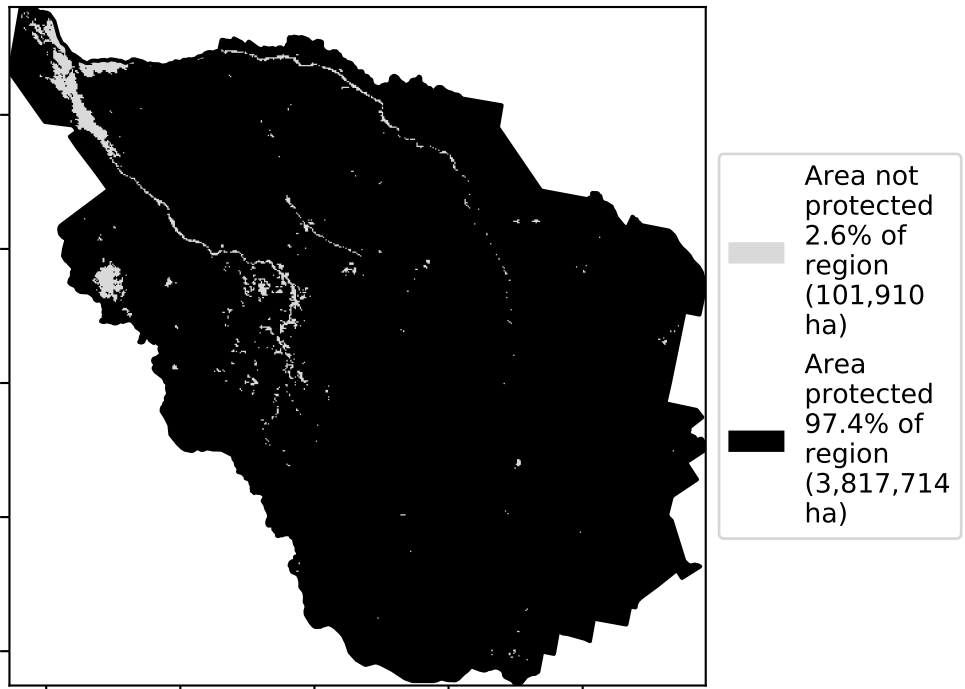 Area not
protected
2.6% of
region
(101,910
ha)
Area
protected
97.4% of
region
(3,817,714
ha)